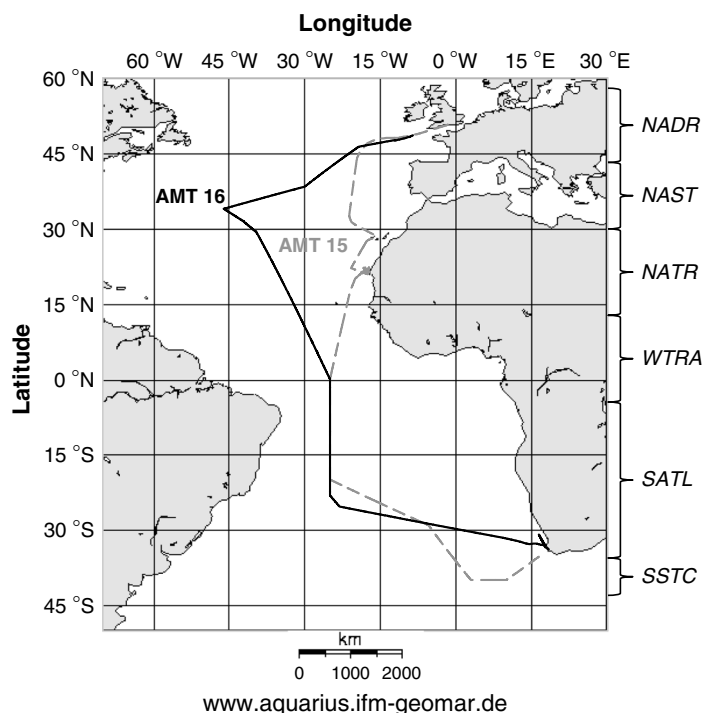 Longitude
60 °W 45 °W 30 °W 15 °W 0 °W 15 °E 30 °E
60 °N
NADR
45 °N
AMT 16
NAST
30 °N
AMT 15
NATR
15 °N
WTRA
0 °N
Latitude
15 °S
SATL
30 °S
SSTC
45 °S
km
0 1000 2000
www.aquarius.ifm-geomar.de